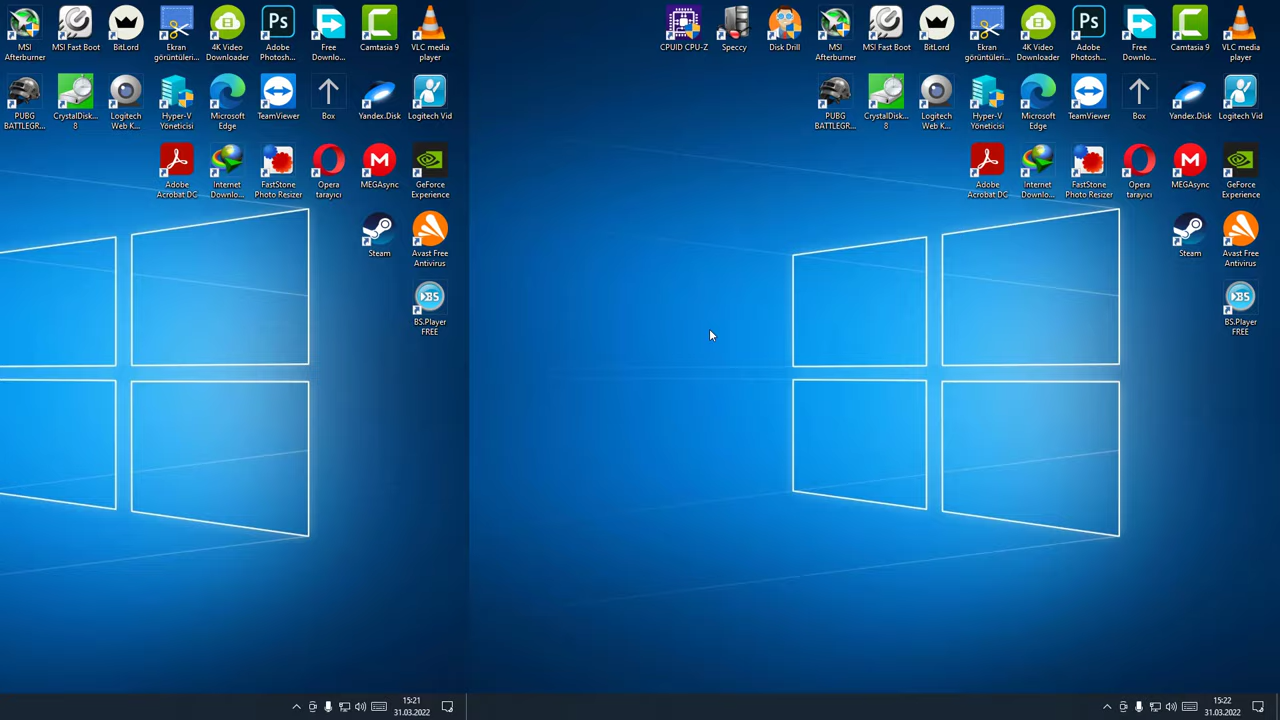 MSI Afterburner
MSI Fast Boot
BitLord
Ekran görüntüleri...
4K Video Downloader
Adobe Photosh...
Free Downlo...
Camtasia 9
VLC media player
PUBG BATTLEGR...
CrystalDisk... 8
Logitech Web K...
Hyper-V Yöneticisi
Microsoft Edge
TeamViewer
Box
Yandex.Disk
Logitech Vid
Adobe Acrobat DC
Internet Downlo...
FastStone Photo Resizer
Opera tarayıcı
MEGAsync
GeForce Experience
Steam
Avast Free Antivirus
BS
BS.Player FREE
15:21
31.03.2022
CPUID CPU-Z
Speccy
Disk Drill
MSI Afterburner
MSI Fast Boot
BitLord
Ekran görüntüleri...
4K Video Downloader
Adobe Photosh...
Free Downlo...
Camtasia 9
VLC media player
PUBG BATTLEGR...
CrystalDisk... 8
Logitech Web K...
Hyper-V Yöneticisi
Microsoft Edge
TeamViewer
Box
Yandex.Disk
Logitech Vid
Adobe Acrobat DC
Internet Downlo...
FastStone Photo Resizer
Opera tarayıcı
MEGAsync
GeForce Experience
Steam
Avast Free Antivirus
BS
BS.Player FREE
15:22
31.03.2022